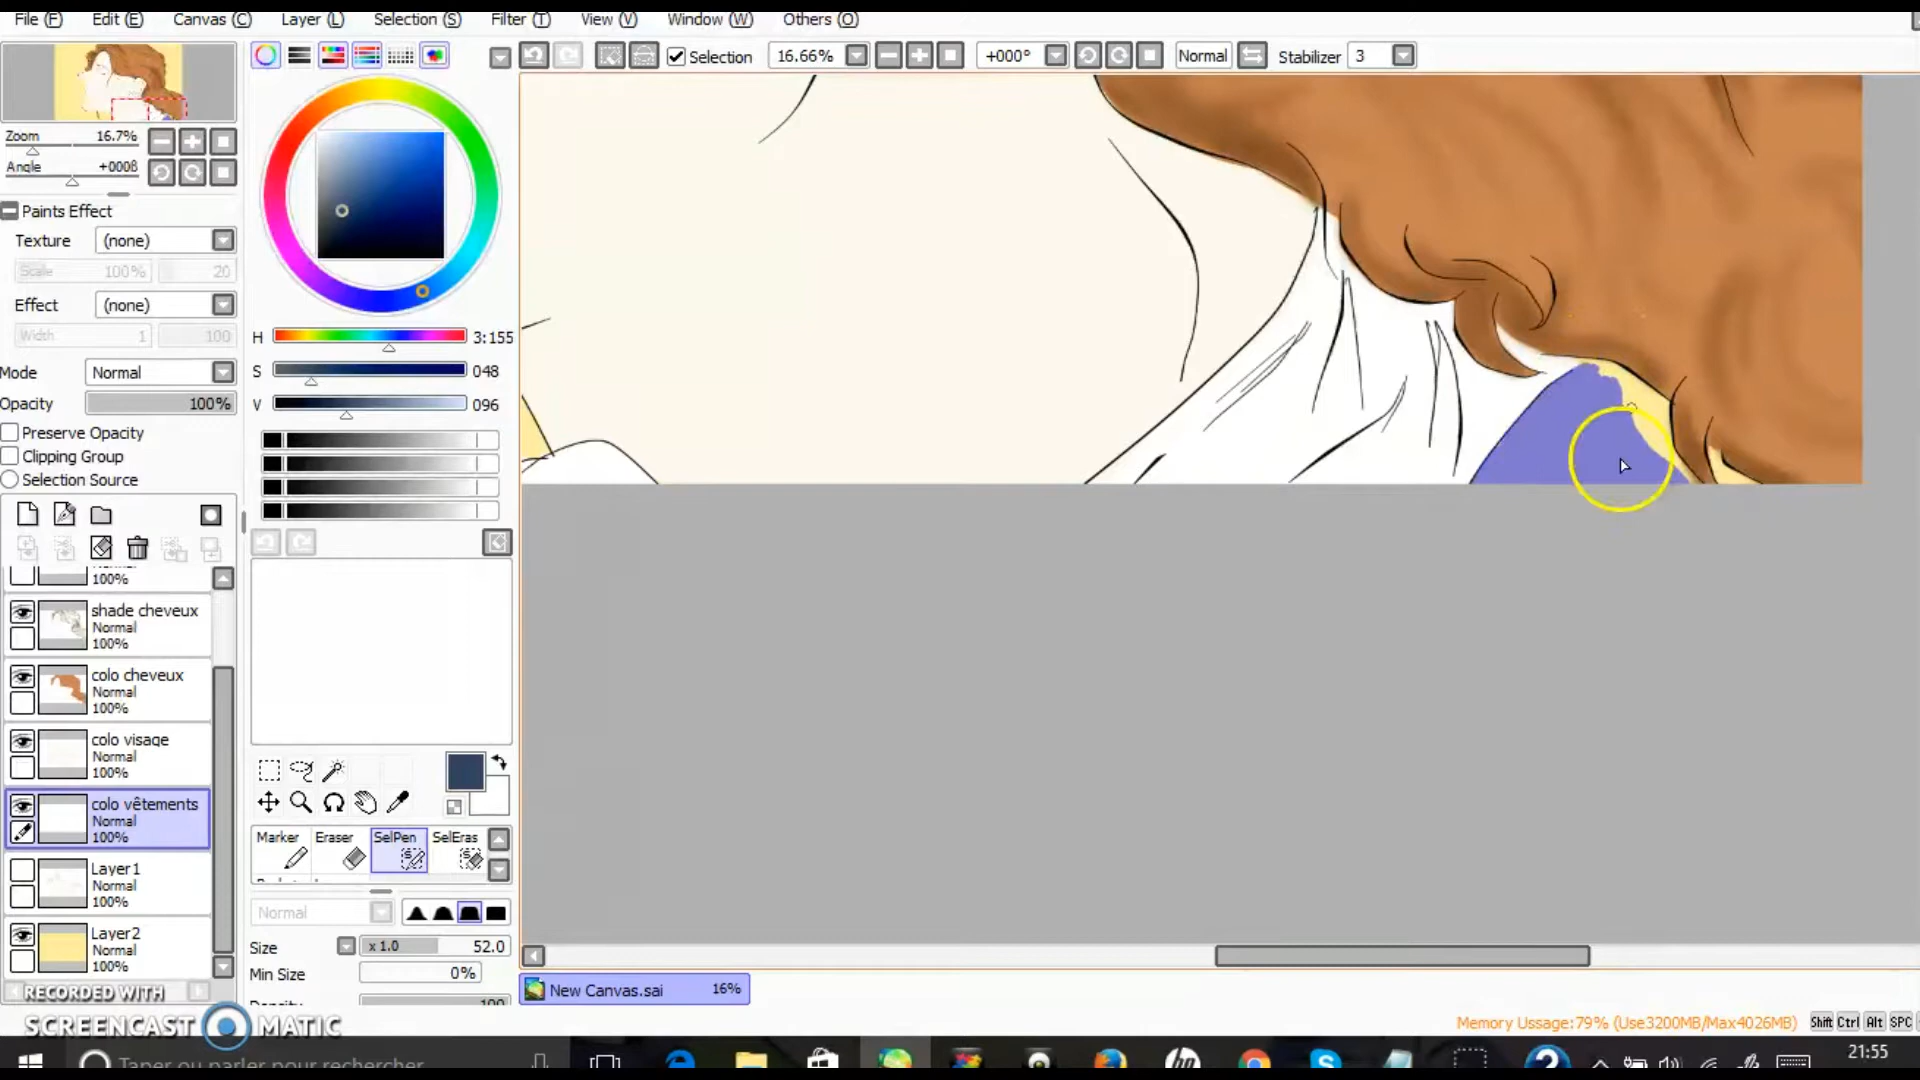 File (F) Edit (E) Canvas (C) Layer (L) Selection (S) Filter (T) View (V) Window (W) Others (O)
Selection 16.66% +000° Normal Stabilizer 3
Zoom 16.7%
Angle +000ß
Paints Effect
Texture (none)
Scale 100% 20
Effect (none)
Width 1 100
Mode Normal
Opacity 100%
Preserve Opacity
Clipping Group
Selection Source
100%
shade cheveux
Normal
100%
colo cheveux
Normal
100%
colo visage
Normal
100%
colo vêtements
Normal
100%
Layer1
Normal
100%
Layer2
Normal
100%
H 3:155
S 048
V 096
Marker Eraser SelPen SelEras
Normal
Size x 1.0 52.0
Min Size 0%
Density 100
New Canvas.sai 16%
RECORDED WITH
SCREENCAST MATIC
Memory Ussage:79% (Use3200MB/Max4026MB) Shift Ctrl Alt SPC
Taper ou parler pour rechercher
21:55